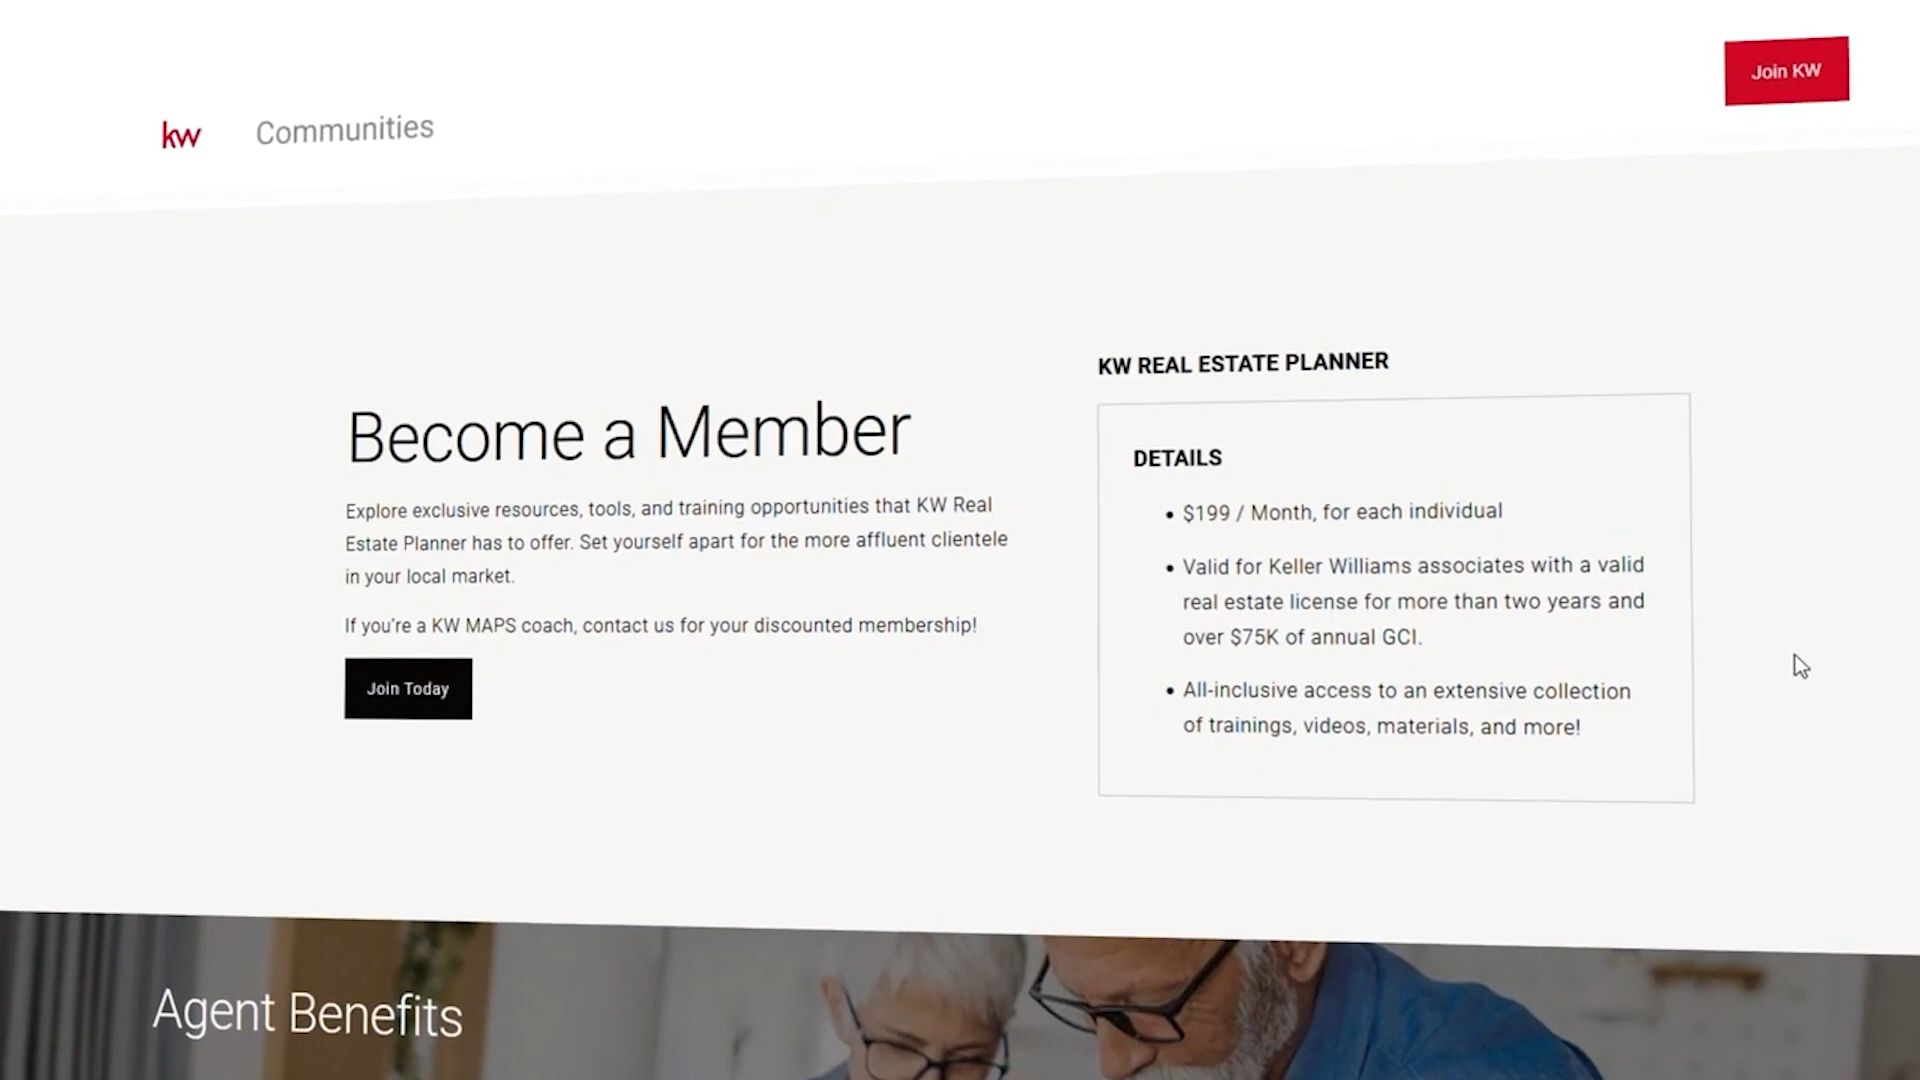 Join KW
kw Communities
Become a Member
Explore exclusive resources, tools, and training opportunities that KW Real
Estate Planner has to offer. Set yourself apart for the more affluent clientele
in your local market.
If you're a KW MAPS coach, contact us for your discounted membership!
Join Today
KW REAL ESTATE PLANNER
DETAILS
• $199 / Month, for each individual
• Valid for Keller Williams associates with a valid
real estate license for more than two years and
over $75K of annual GCI.
• All-inclusive access to an extensive collection
of trainings, videos, materials, and more!
Agent Benefits